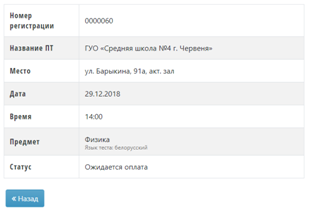 Номер
регистрации
0000060
Название ПТ
ГУО «Средняя школа №4 г. Червеня»
Место
ул. Барыкина, 91а, акт. зал
Дата
29.12.2018
Время
14:00
Предмет
Физика
Язык теста: белорусский
Статус
Ожидается оплата
« Назад